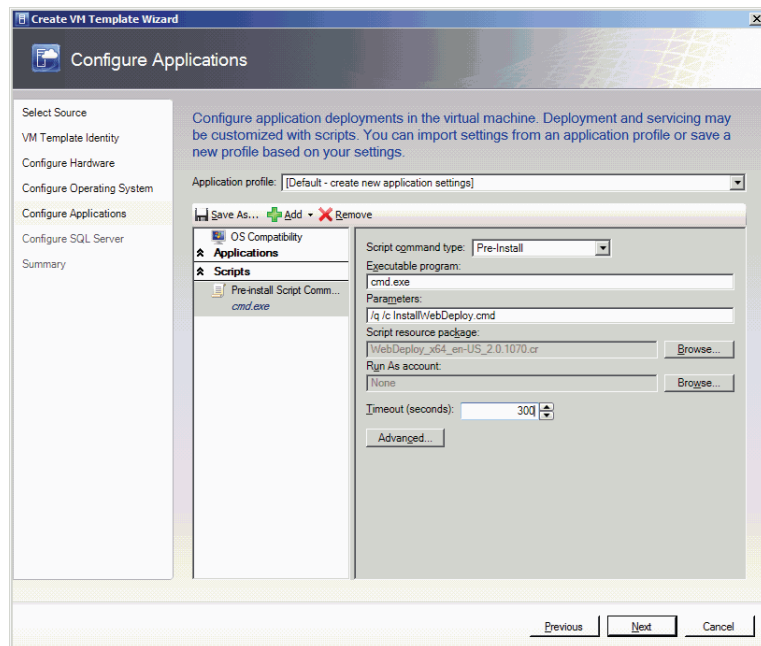 Create VM Template Wizard
Configure Applications
Select Source
VM Template Identity
Configure Hardware
Configure Operating System
Configure Applications
Configure SQL Server
Summary
Configure application deployments in the virtual machine. Deployment and servicing may
be customized with scripts. You can import settings from an application profile or save a
new profile based on your settings.
Application profile: [Default - create new application settings]
Save As... Add Remove
OS Compatibility
Applications
Scripts
Pre-install Script Comm...
cmd.exe
Script command type: Pre-Install
Executable program:
cmd.exe
Parameters:
/q /c InstallWebDeploy.cmd
Script resource package:
WebDeploy_x64_en-US_2.0.1070.cr Browse...
Run As account:
None Browse...
Timeout (seconds): 300
Advanced...
Previous Next Cancel